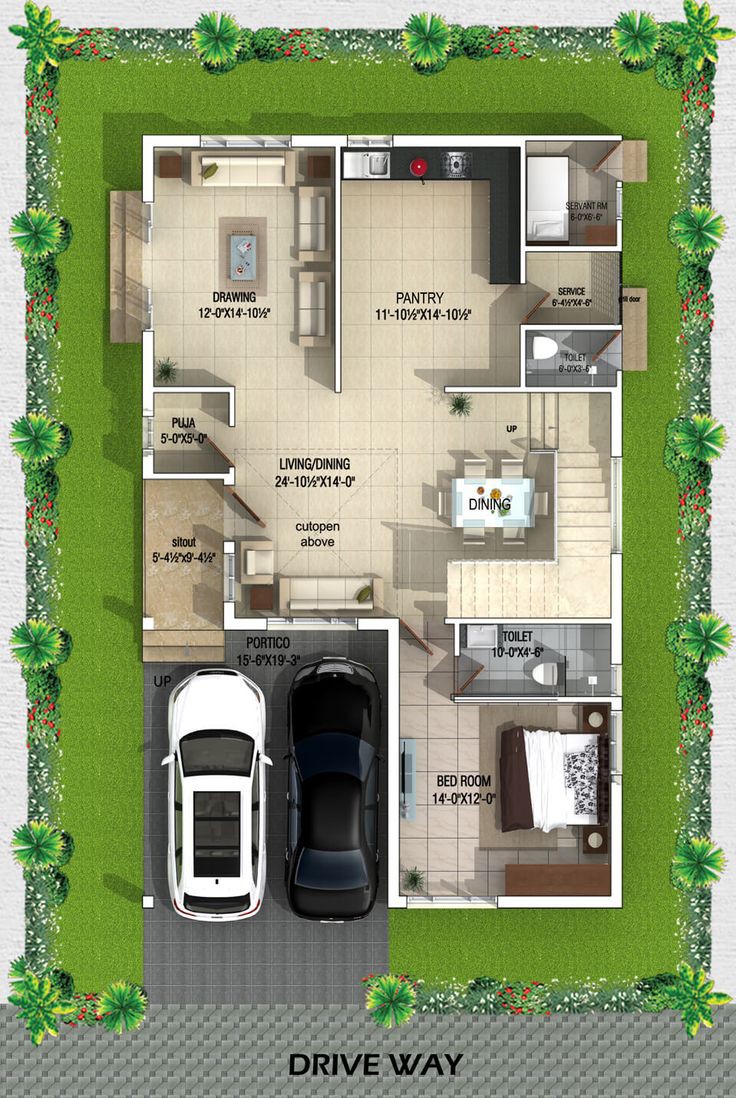 SERVANT RM
6'-0"X6'-6"
DRAWING
12'-0"X14'-10½"
PANTRY
11'-10½"X14'-10½"
SERVICE
6'-4½"X4'-6"
door
TOILET
6'-0"X3'-6"
PUJA
5'-0"X5'-0"
UP
LIVING/DINING
24'-10½"X14'-0"
DINING
cutopen
above
sitout
5'-4½"x9'-4½"
PORTICO
15'-6"X19'-3"
TOILET
10'-0"X4'-6"
UP
BED ROOM
14'-0"X12'-0"
DRIVE WAY